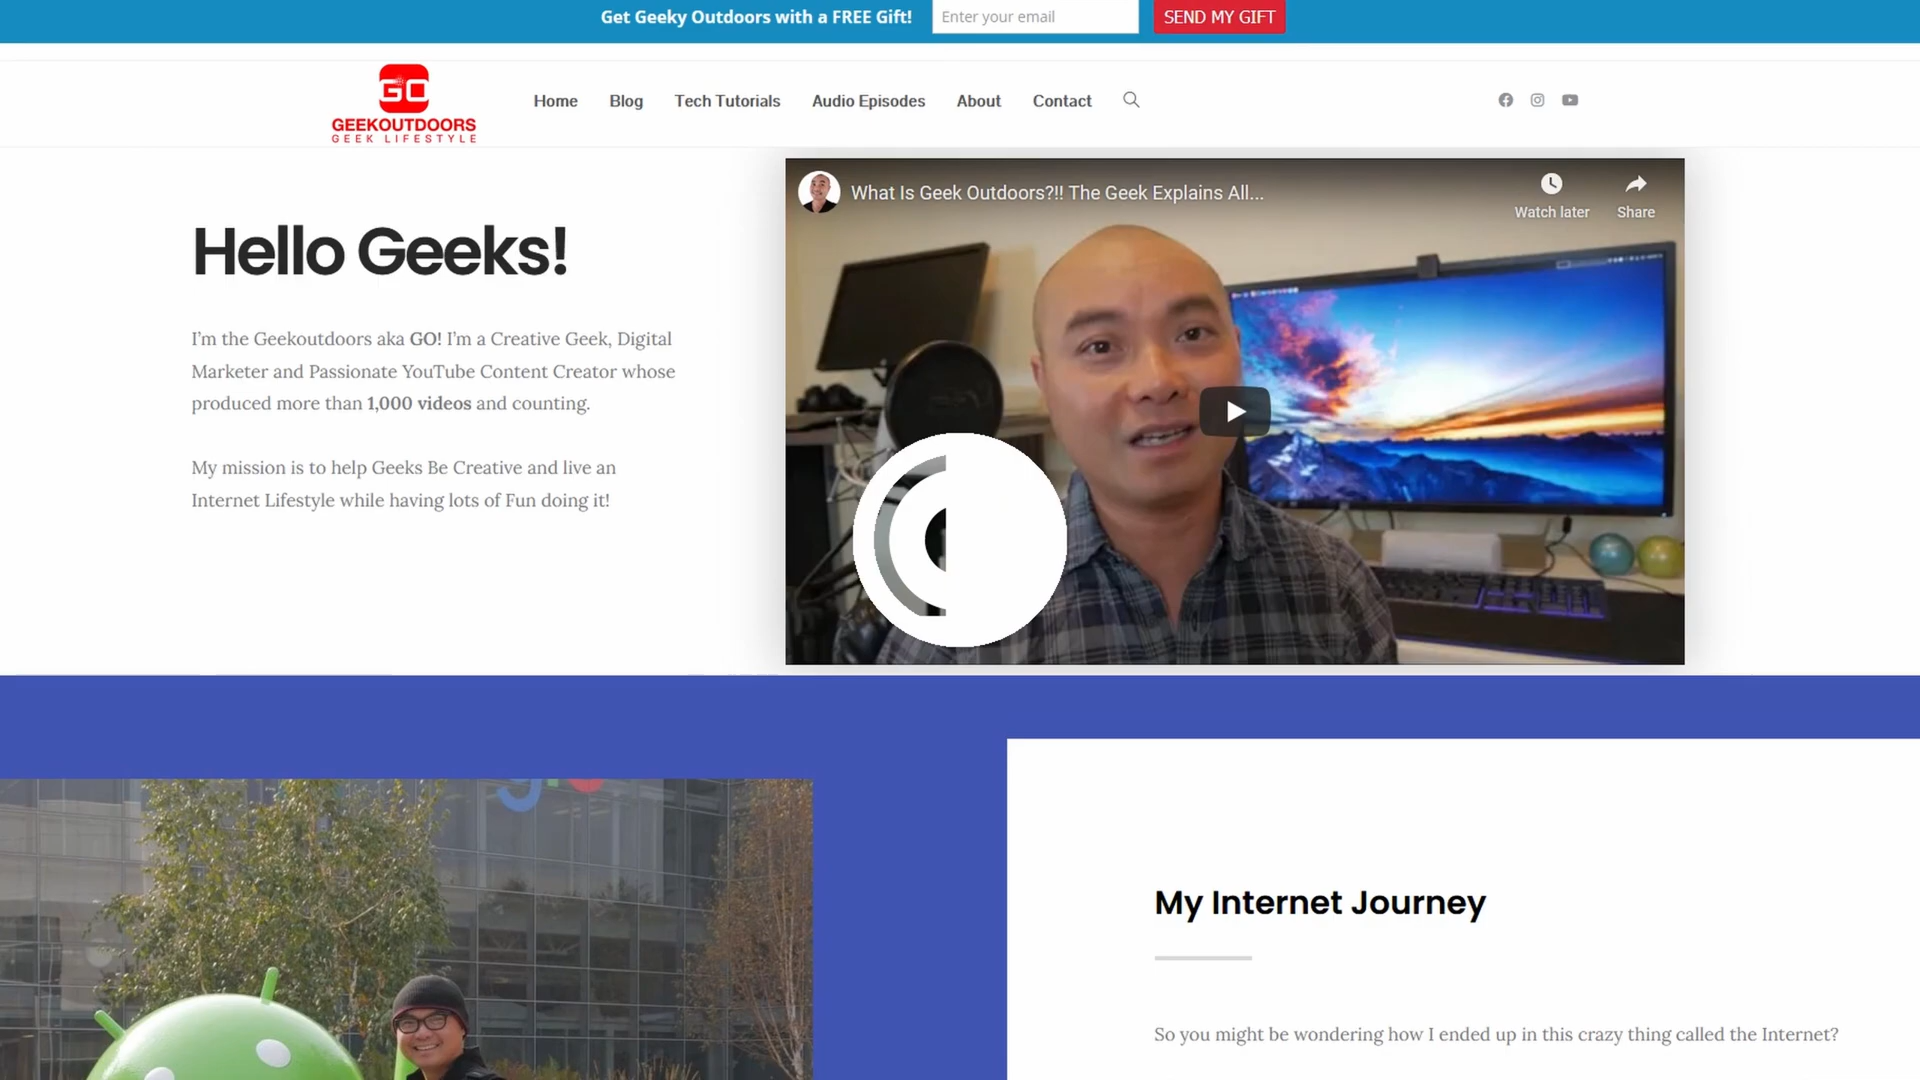 Get Geeky Outdoors with a FREE Gift!
Enter your email
SEND MY GIFT
GO
GEEKOUTDOORS
GEEK LIFESTYLE
Home
Blog
Tech Tutorials
Audio Episodes
About
Contact
What Is Geek Outdoors?!! The Geek Explains All...
Watch later
Share
Hello Geeks!
I’m the Geekoutdoors aka GO! I’m a Creative Geek, Digital
Marketer and Passionate YouTube Content Creator whose
produced more than 1,000 videos and counting.
My mission is to help Geeks Be Creative and live an
Internet Lifestyle while having lots of Fun doing it!
My Internet Journey
So you might be wondering how I ended up in this crazy thing called the Internet?